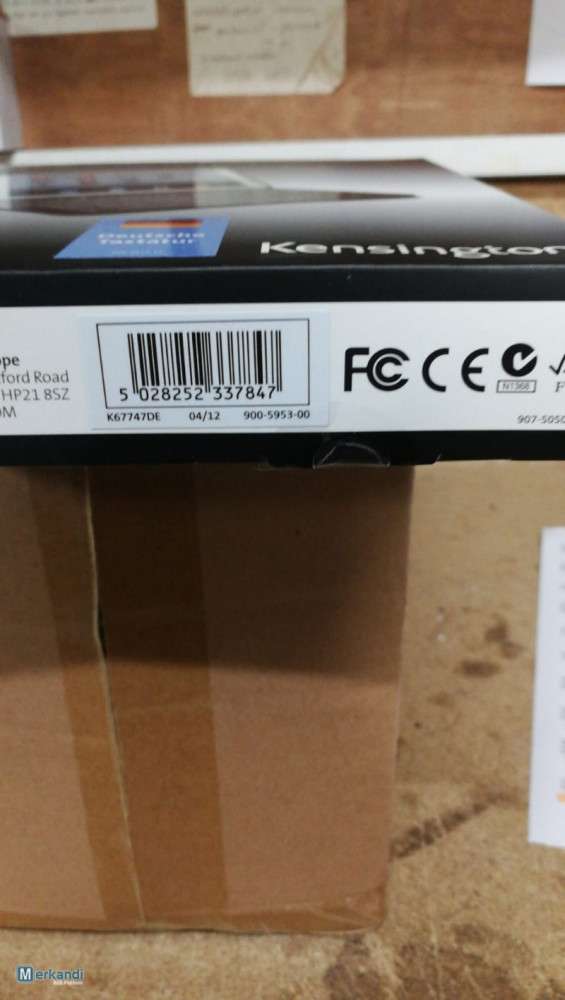 Deutsche
Tastatur
Kensington
ope
ford Road
HP21 8SZ
OM
5 028252 337847
K67747DE 04/12 900-5953-00
FC CE
N1368
F
907-5050
Merkandi